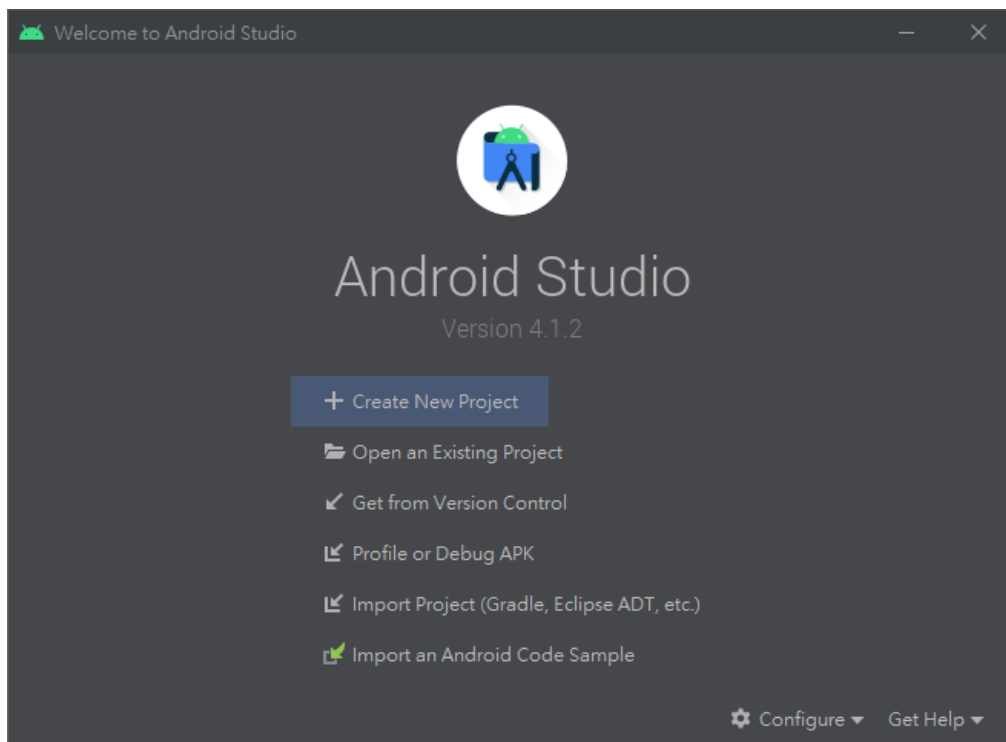 Welcome to Android Studio
Android Studio
Version 4.1.2
Create New Project
Open an Existing Project
Get from Version Control
Profile or Debug APK
Import Project (Gradle, Eclipse ADT, etc.)
Import an Android Code Sample
Configure Get Help